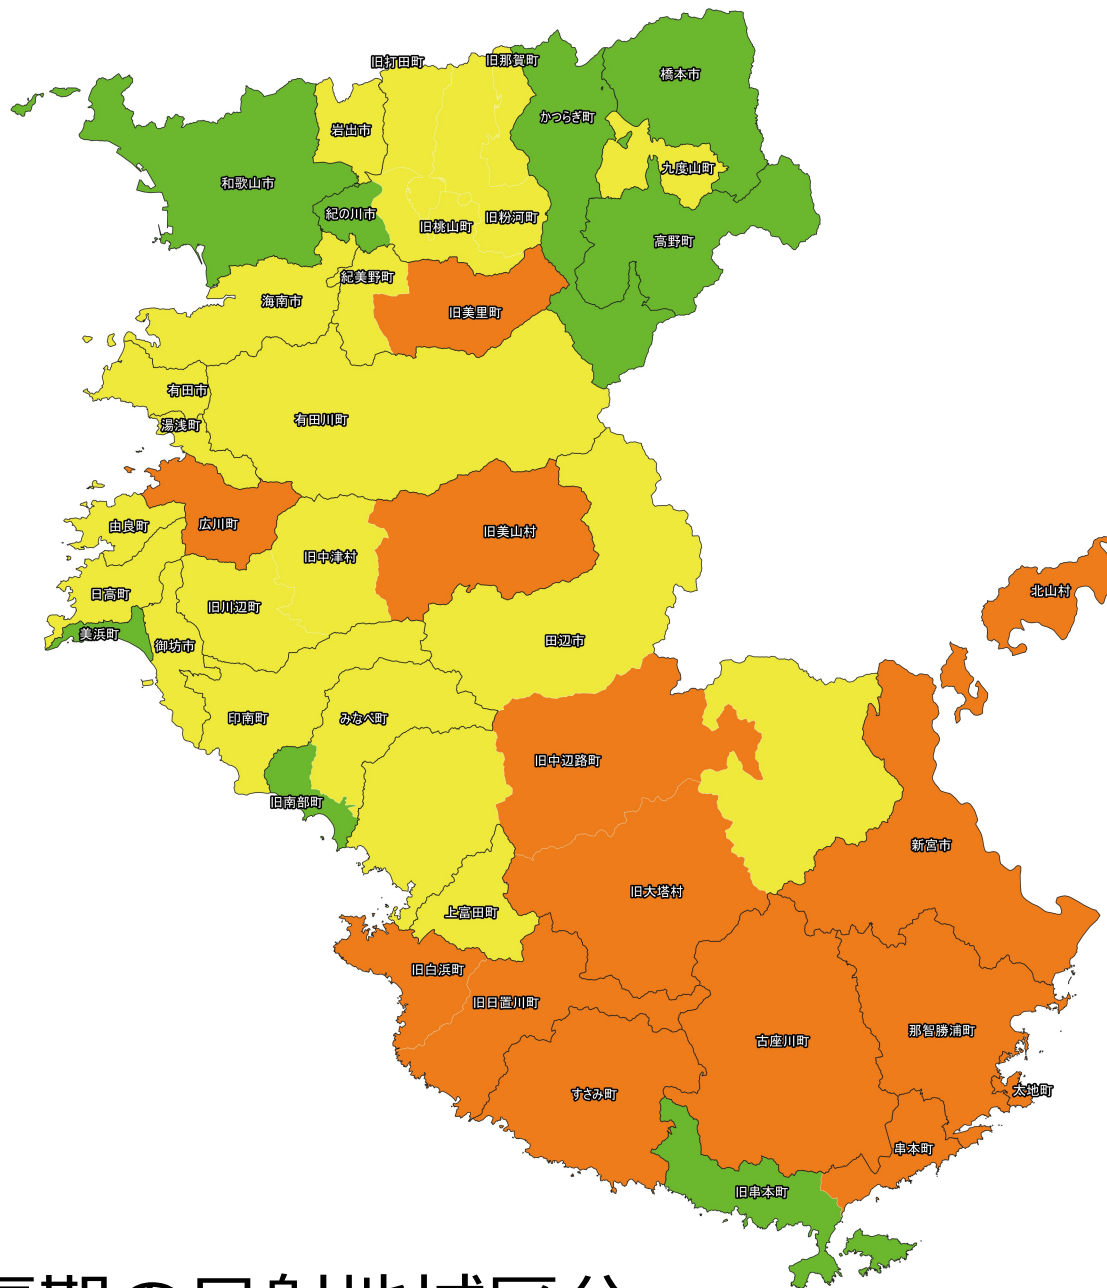 旧打田町
旧那賀町
橋本市
かつらぎ町
岩出市
九度山町
和歌山市
紀の川市
旧桃山町
旧粉河町
高野町
紀美野町
海南市
旧美里町
有田市
有田川町
湯浅町
広川町
由良町
旧美山村
旧中津村
日高町
北山村
旧川辺町
美浜町
御坊市
田辺市
印南町
みなべ町
旧中辺路町
旧南部町
新宮市
旧大塔村
上富田町
旧白浜町
旧日置川町
那智勝浦町
古座川町
すさみ町
太地町
串本町
旧串本町
期の日射地域区分